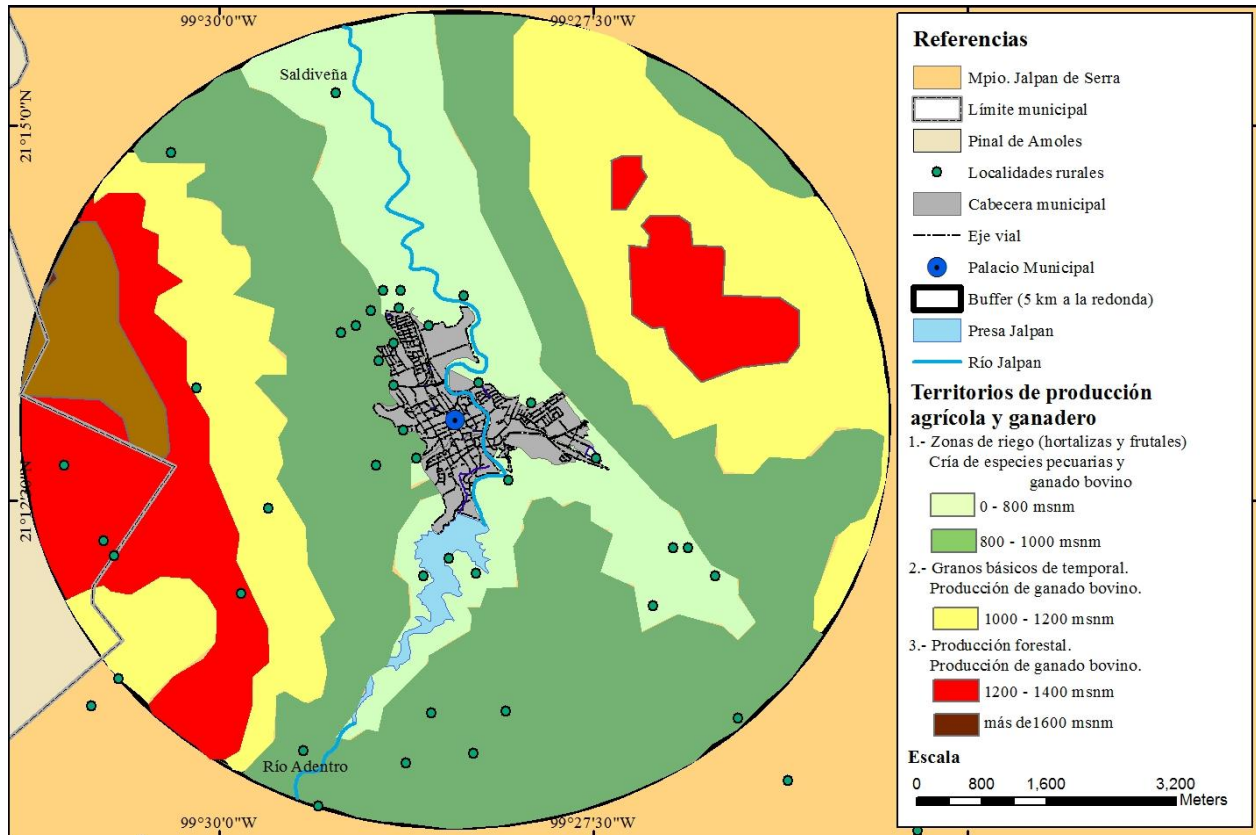 99°30'0"W
99°27'30"W
21°15'0"N
21°12'30"N
Saldiveña
Río Adentro
99°30'0"W
99°27'30"W
Referencias
Mpio. Jalpan de Serra
Límite municipal
Pinal de Amoles
Localidades rurales
Cabecera municipal
Eje vial
Palacio Municipal
Buffer (5 km a la redonda)
Presa Jalpan
Río Jalpan
Territorios de producción
agrícola y ganadero
1.- Zonas de riego (hortalizas y frutales)
Cría de especies pecuarias y
ganado bovino
0 - 800 msnm
800 - 1000 msnm
2.- Granos básicos de temporal.
Producción de ganado bovino.
1000 - 1200 msnm
3.- Producción forestal.
Producción de ganado bovino.
1200 - 1400 msnm
más de1600 msnm
Escala
0 800 1,600 3,200
Meters